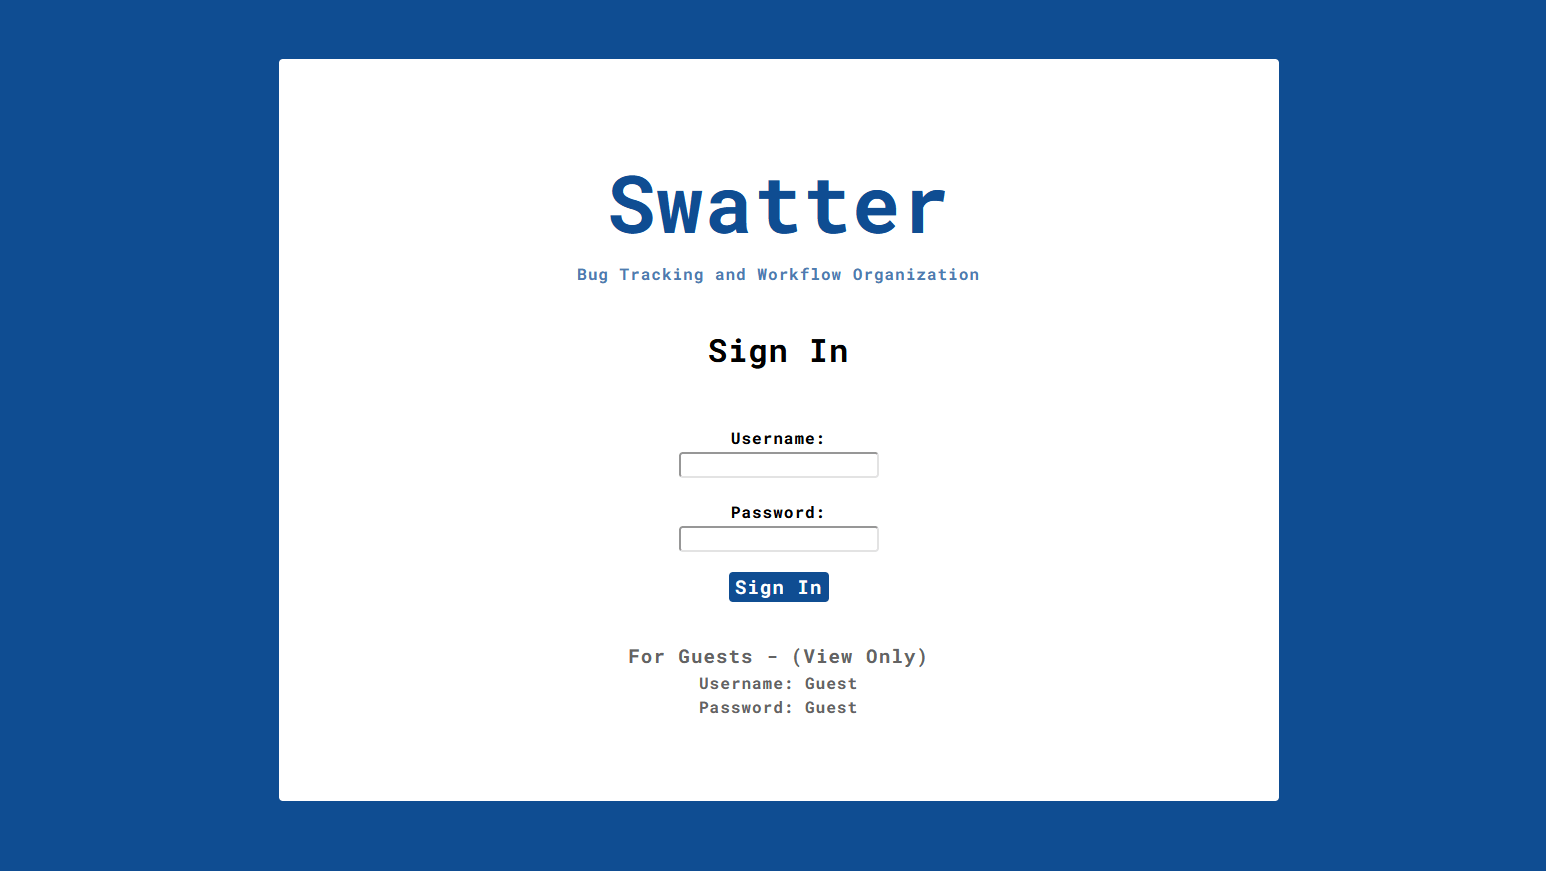 Swatter
Bug Tracking and Workflow Organization
Sign In
Username:
Password:
Sign In
For Guests - (View Only)
Username: Guest
Password: Guest